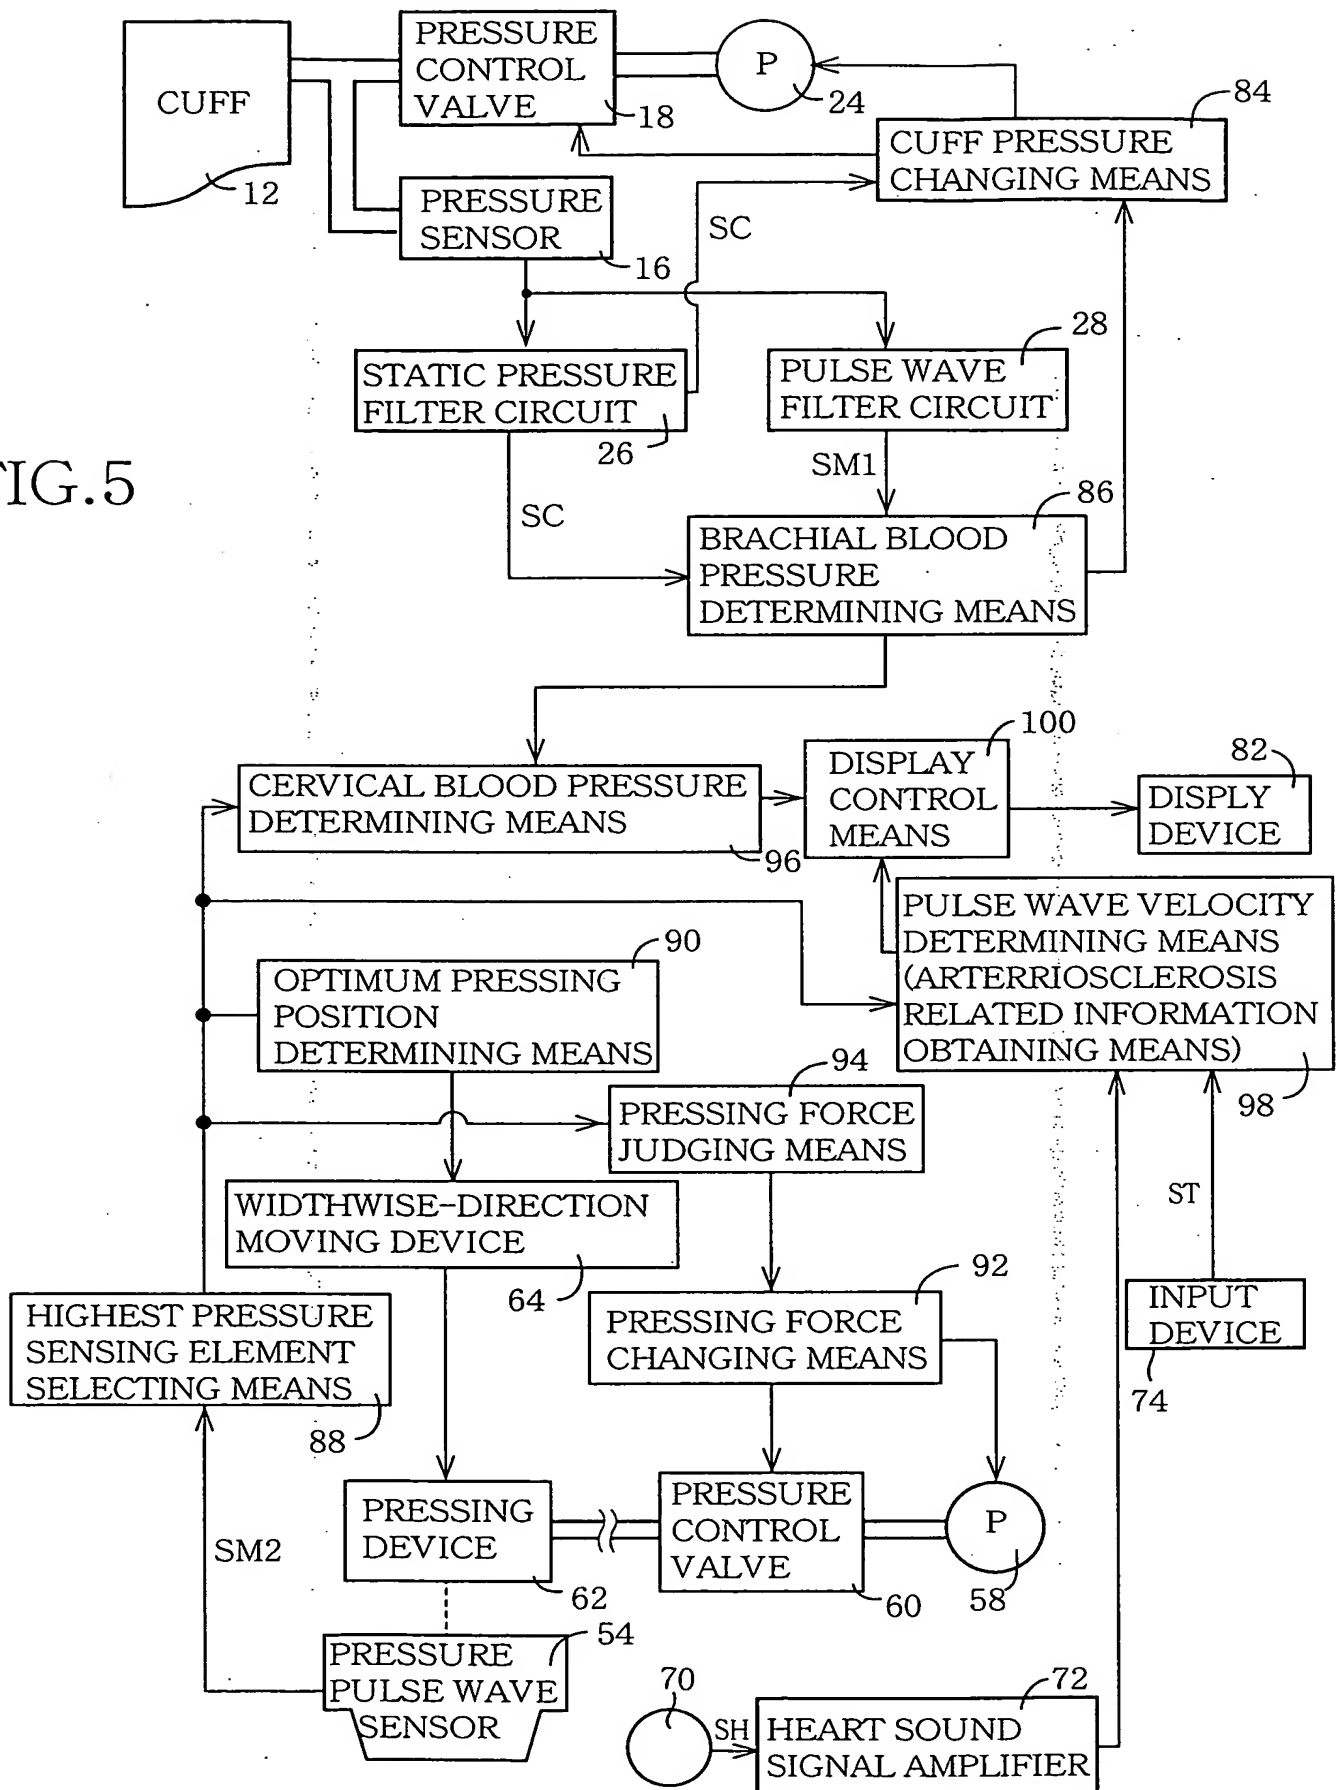 PRESSURE
CONTROL
VALVE
18
P
24
CUFF
12
84
CUFF PRESSURE
CHANGING MEANS
PRESSURE
SENSOR
16
SC
28
STATIC PRESSURE
FILTER CIRCUIT
26
PULSE WAVE
FILTER CIRCUIT
SM1
FIG.5
SC
86
BRACHIAL BLOOD
PRESSURE
DETERMINING MEANS
100
CERVICAL BLOOD PRESSURE
DETERMINING MEANS
96
DISPLAY
CONTROL
MEANS
82
DISPLY
DEVICE
PULSE WAVE VELOCITY
DETERMINING MEANS
(ARTERRIOSCLEROSIS
RELATED INFORMATION
OBTAINING MEANS)
98
90
OPTIMUM PRESSING
POSITION
DETERMINING MEANS
94
PRESSING FORCE
JUDGING MEANS
WIDTHWISE-DIRECTION
MOVING DEVICE
64
ST
92
HIGHEST PRESSURE
SENSING ELEMENT
SELECTING MEANS
88
PRESSING FORCE
CHANGING MEANS
INPUT
DEVICE
74
PRESSING
DEVICE
62
PRESSURE
CONTROL
VALVE
60
P
58
SM2
54
PRESSURE
PULSE WAVE
SENSOR
70
SH
72
HEART SOUND
SIGNAL AMPLIFIER